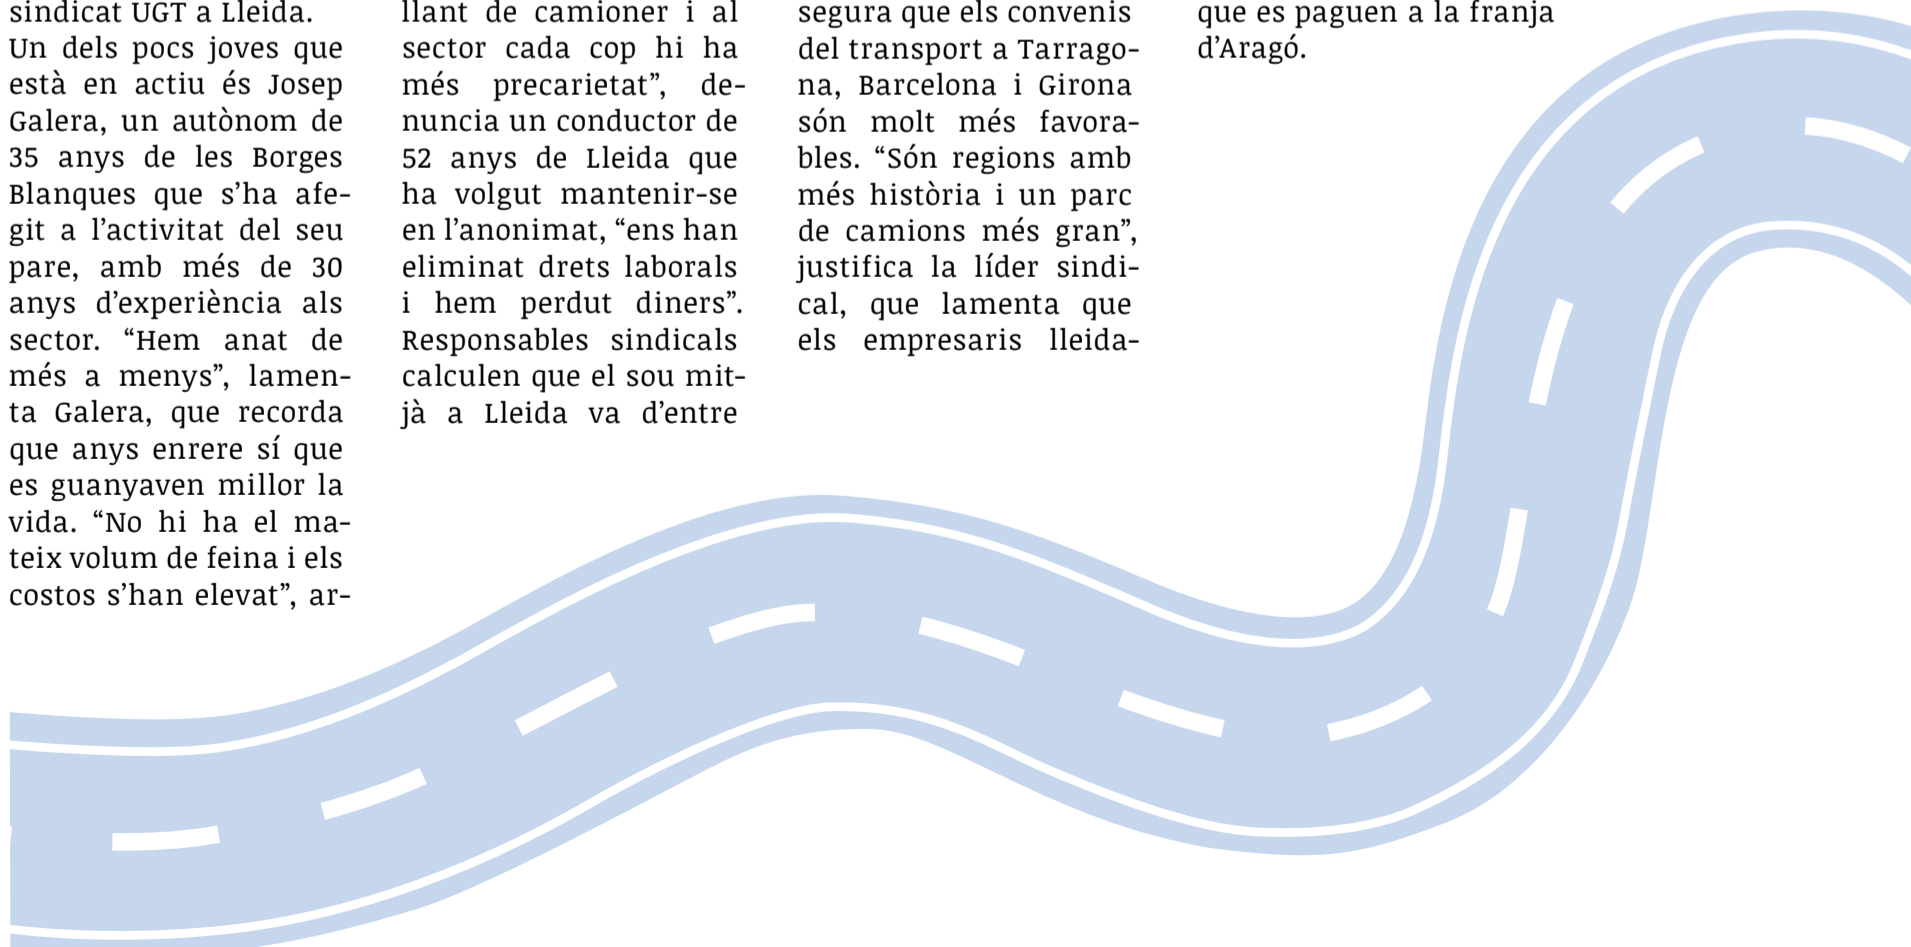 sindicat UGT a Lleida.
Un dels pocs joves que
està en actiu és Josep
Galera, un autònom de
35 anys de les Borges
Blanques que s’ha afe-
git a l’activitat del seu
pare, amb més de 30
anys d’experiència als
sector. “Hem anat de
més a menys”, lamen-
ta Galera, que recorda
que anys enrere sí que
es guanyaven millor la
vida. “No hi ha el ma-
teix volum de feina i els
costos s’han elevat”, ar-
llant de camioner i al
sector cada cop hi ha
més precarietat”, de-
nuncia un conductor de
52 anys de Lleida que
ha volgut mantenir-se
en l’anonimat, “ens han
eliminat drets laborals
i hem perdut diners”.
Responsables sindicals
calculen que el sou mit-
jà a Lleida va d’entre
segura que els convenis
del transport a Tarrago-
na, Barcelona i Girona
són molt més favora-
bles. “Són regions amb
més història i un parc
de camions més gran”,
justifica la líder sindi-
cal, que lamenta que
els empresaris lleida-
que es paguen a la franja
d’Aragó.